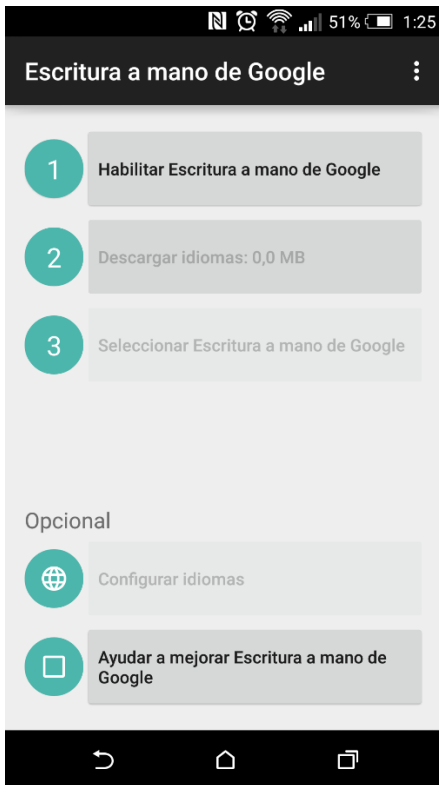 51% 1:25
Escritura a mano de Google
1 Habilitar Escritura a mano de Google
2 Descargar idiomas: 0,0 MB
3 Seleccionar Escritura a mano de Google
Opcional
Configurar idiomas
Ayudar a mejorar Escritura a mano de
Google